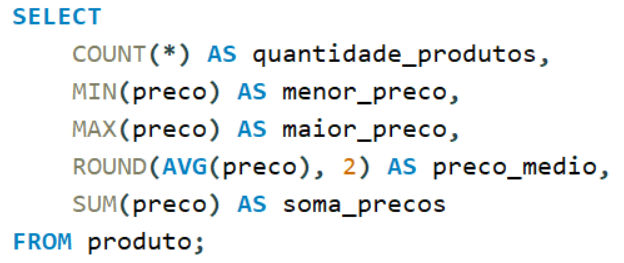 SELECT
    COUNT(*) AS quantidade_produtos,
    MIN(preco) AS menor_preco,
    MAX(preco) AS maior_preco,
    ROUND(AVG(preco), 2) AS preco_medio,
    SUM(preco) AS soma_precos
FROM produto;